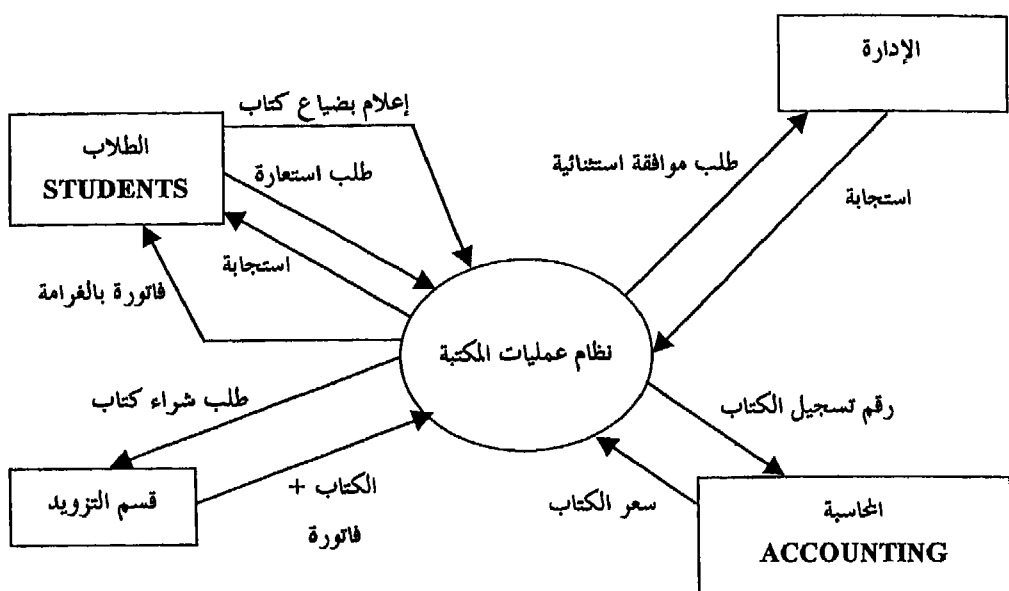 الإدارة
إعلام بضياع كتاب
الطلاب
STUDENTS
طلب استعارة
طلب موافقة استثنائية
استجابة
استجابة
فاتورة بالغرامة
نظام عمليات المكتبة
طلب شراء كتاب
رقم تسجيل الكتاب
قسم التزويد
الكتاب +
فاتورة
سعر الكتاب
المحاسبة
ACCOUNTING